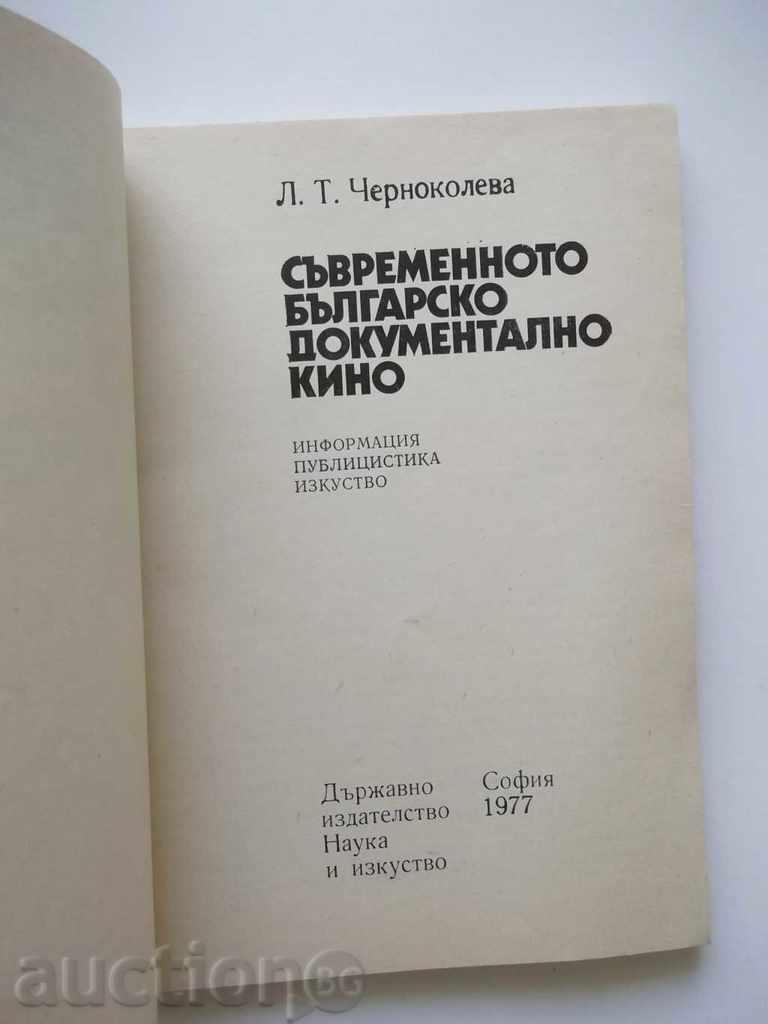 Л. Т. Черноколева
СЪВРЕМЕННОТО
БЪЛГАРСКО
ДОКУМЕНТАЛНО
КИНО
ИНФОРМАЦИЯ
ПУБЛИЦИСТИКА
ИЗКУСТВО
Държавно
издателство
Наука
и изкуство
София
1977
auction.BG